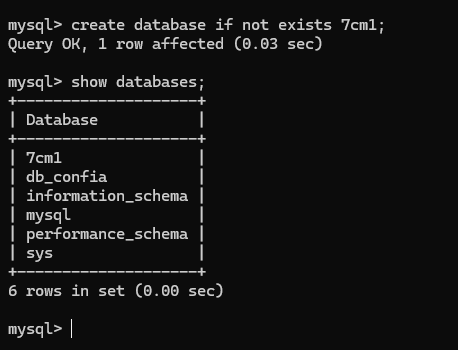 mysql> create database if not exists 7cm1;
Query OK, 1 row affected (0.03 sec)
mysql> show databases;
+--------------------+
| Database           |
+--------------------+
| 7cm1               |
| db_confia          |
| information_schema |
| mysql              |
| performance_schema |
| sys                |
+--------------------+
6 rows in set (0.00 sec)
mysql>